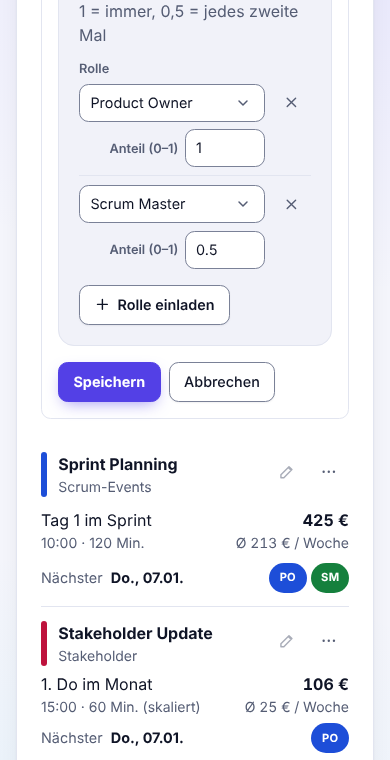 1 = immer, 0,5 = jedes zweite
Mal
Rolle
Product Owner
Anteil (0–1) 1
Scrum Master
Anteil (0–1) 0.5
+ Rolle einladen
Speichern Abbrechen
Sprint Planning
Scrum-Events
Tag 1 im Sprint 425 €
10:00 · 120 Min. Ø 213 € / Woche
Nächster Do., 07.01. PO SM
Stakeholder Update
Stakeholder
1. Do im Monat 106 €
15:00 · 60 Min. (skaliert) Ø 25 € / Woche
Nächster Do., 07.01. PO